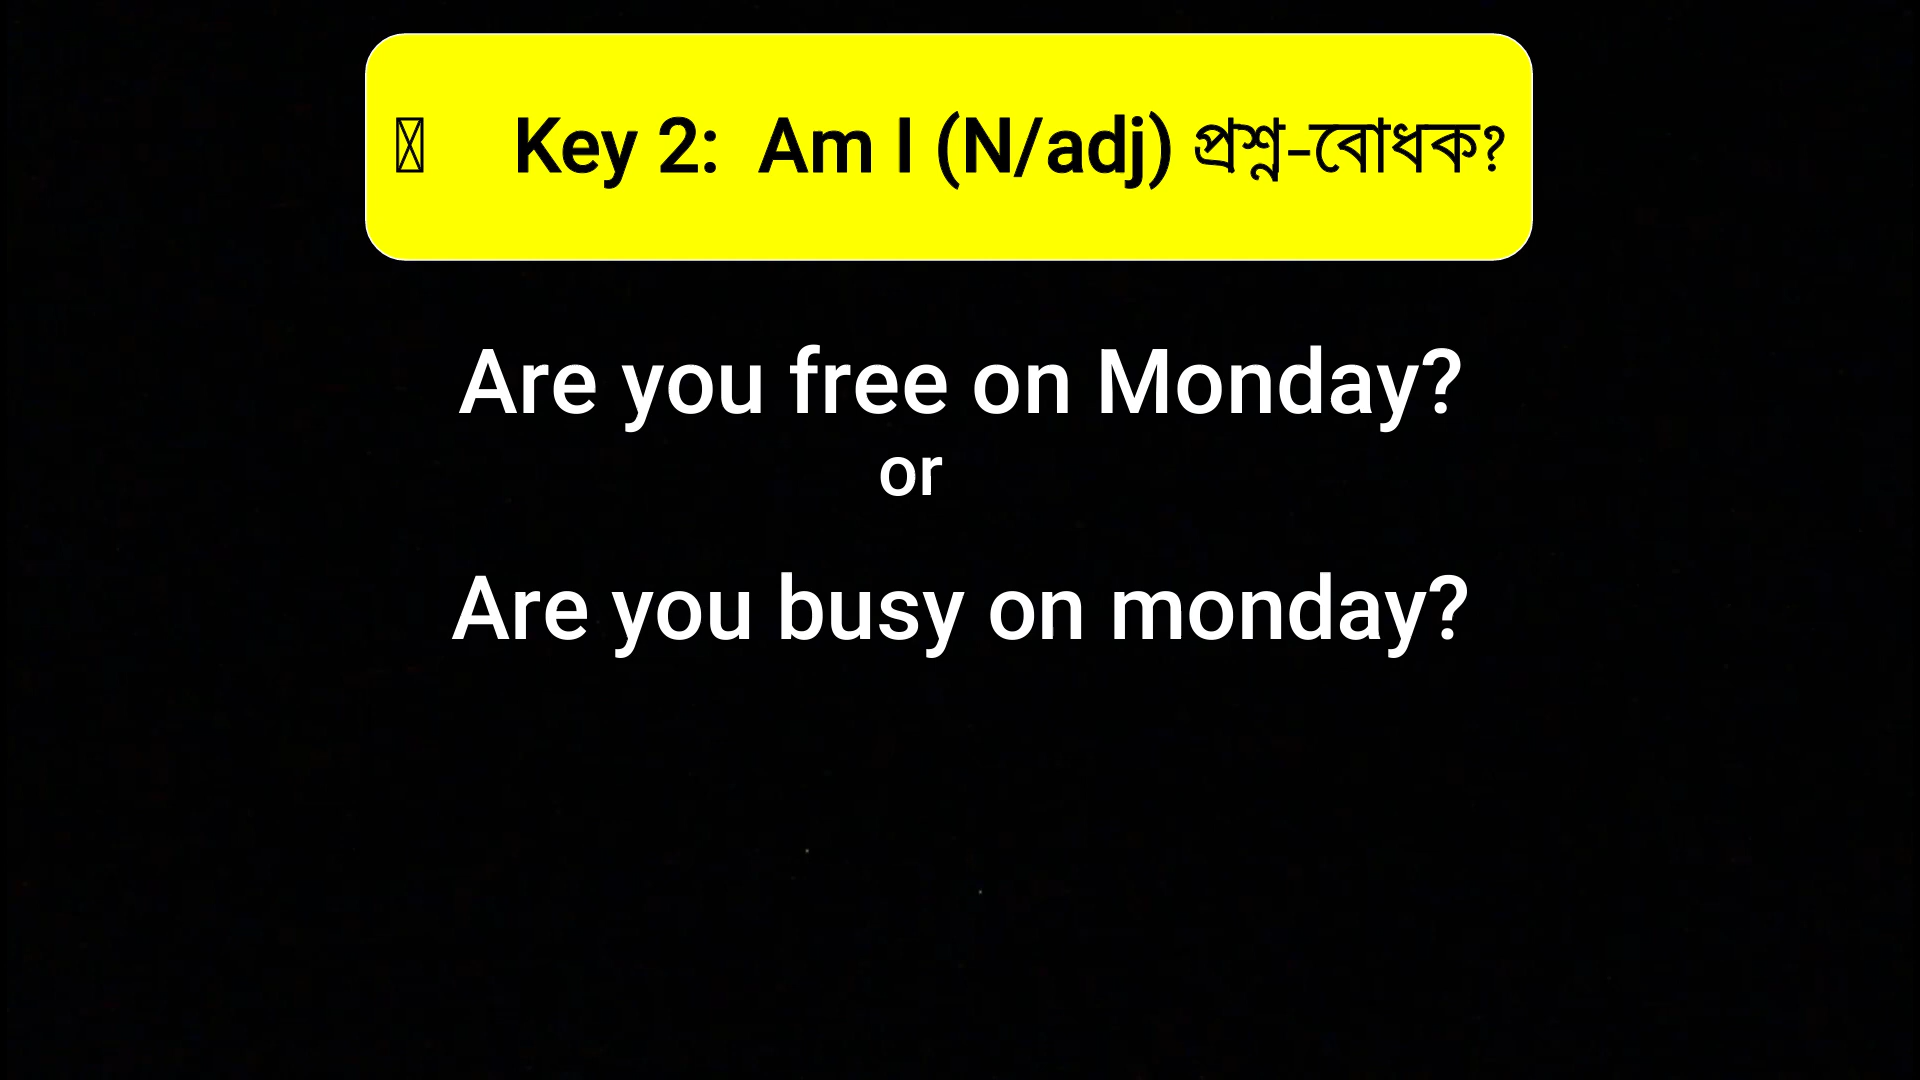 Key 2: Am I (N/adj) প্রশ্ন-বোধক?
Are you free on Monday?
or
Are you busy on monday?